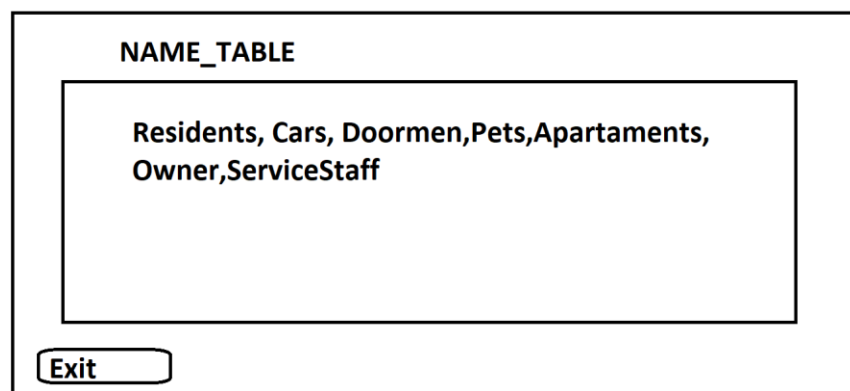 NAME_TABLE
Residents, Cars, Doormen,Pets,Apartaments,
Owner,ServiceStaff
Exit